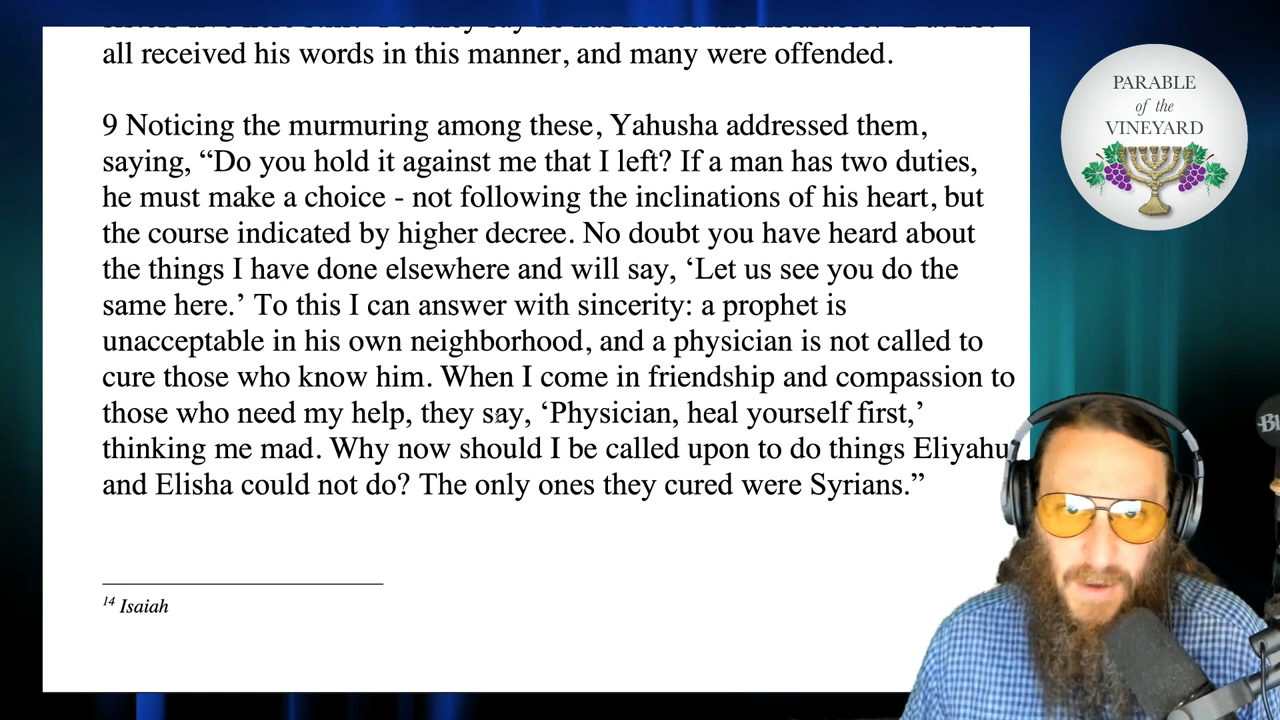 all received his words in this manner, and many were offended.
9 Noticing the murmuring among these, Yahusha addressed them,
saying, “Do you hold it against me that I left? If a man has two duties,
he must make a choice - not following the inclinations of his heart, but
the course indicated by higher decree. No doubt you have heard about
the things I have done elsewhere and will say, ‘Let us see you do the
same here.’ To this I can answer with sincerity: a prophet is
unacceptable in his own neighborhood, and a physician is not called to
cure those who know him. When I come in friendship and compassion to
those who need my help, they say, ‘Physician, heal yourself first,’
thinking me mad. Why now should I be called upon to do things Eliyahu
and Elisha could not do? The only ones they cured were Syrians.”
14 Isaiah
PARABLE
of the
VINEYARD